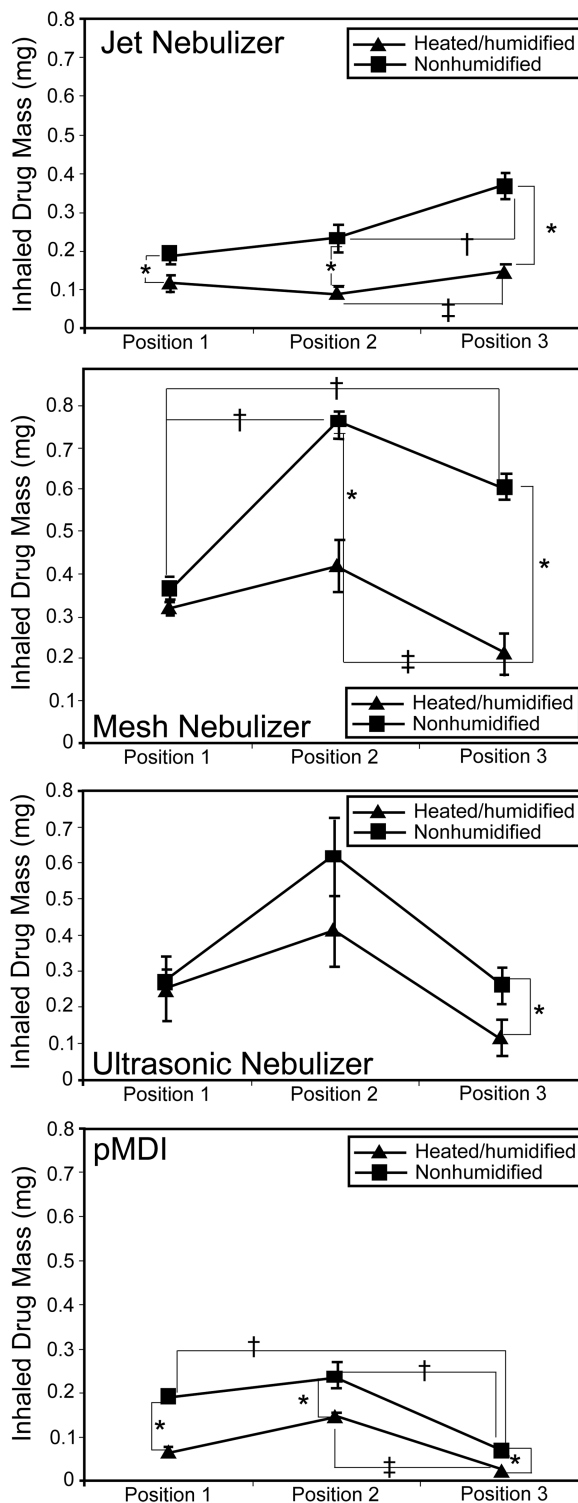 Jet Nebulizer
Heated/humidified
Nonhumidified
Inhaled Drug Mass (mg)
0.8
0.7
0.6
0.5
0.4
0.3
0.2
0.1
0
*
*
†
*
‡
Position 1 Position 2 Position 3
Inhaled Drug Mass (mg)
0.8
0.7
0.6
0.5
0.4
0.3
0.2
0.1
0
†
†
*
*
‡
Heated/humidified
Nonhumidified
Mesh Nebulizer
Position 1 Position 2 Position 3
Heated/humidified
Nonhumidified
Inhaled Drug Mass (mg)
0.8
0.7
0.6
0.5
0.4
0.3
0.2
0.1
0
*
Ultrasonic Nebulizer
Position 1 Position 2 Position 3
pMDI
Heated/humidified
Nonhumidified
Inhaled Drug Mass (mg)
0.8
0.7
0.6
0.5
0.4
0.3
0.2
0.1
0
†
†
*
*
‡
*
Position 1 Position 2 Position 3